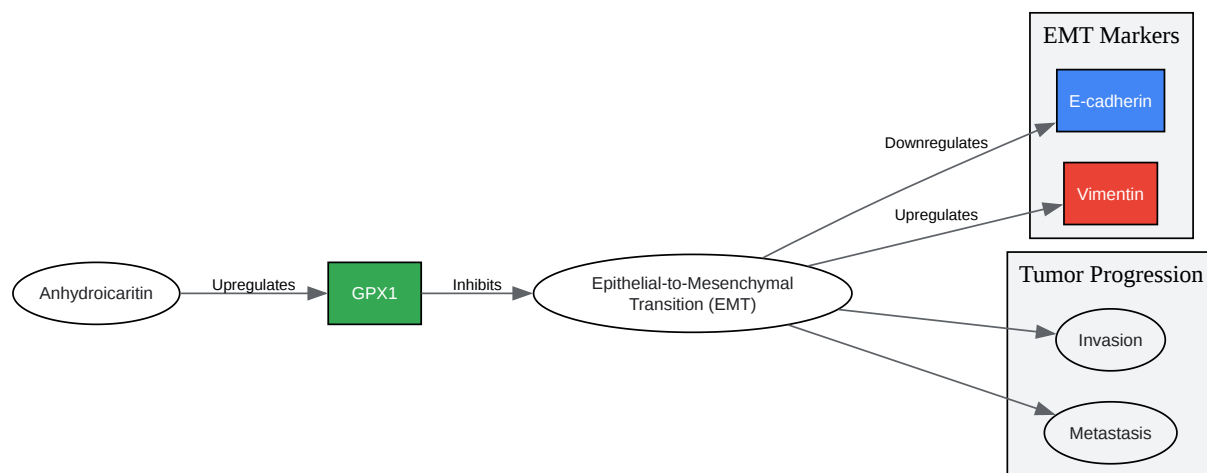 Anhydroicaritin
Upregulates
GPX1
Inhibits
Epithelial-to-Mesenchymal
Transition (EMT)
Downregulates
Upregulates
EMT Markers
E-cadherin
Vimentin
Tumor Progression
Invasion
Metastasis